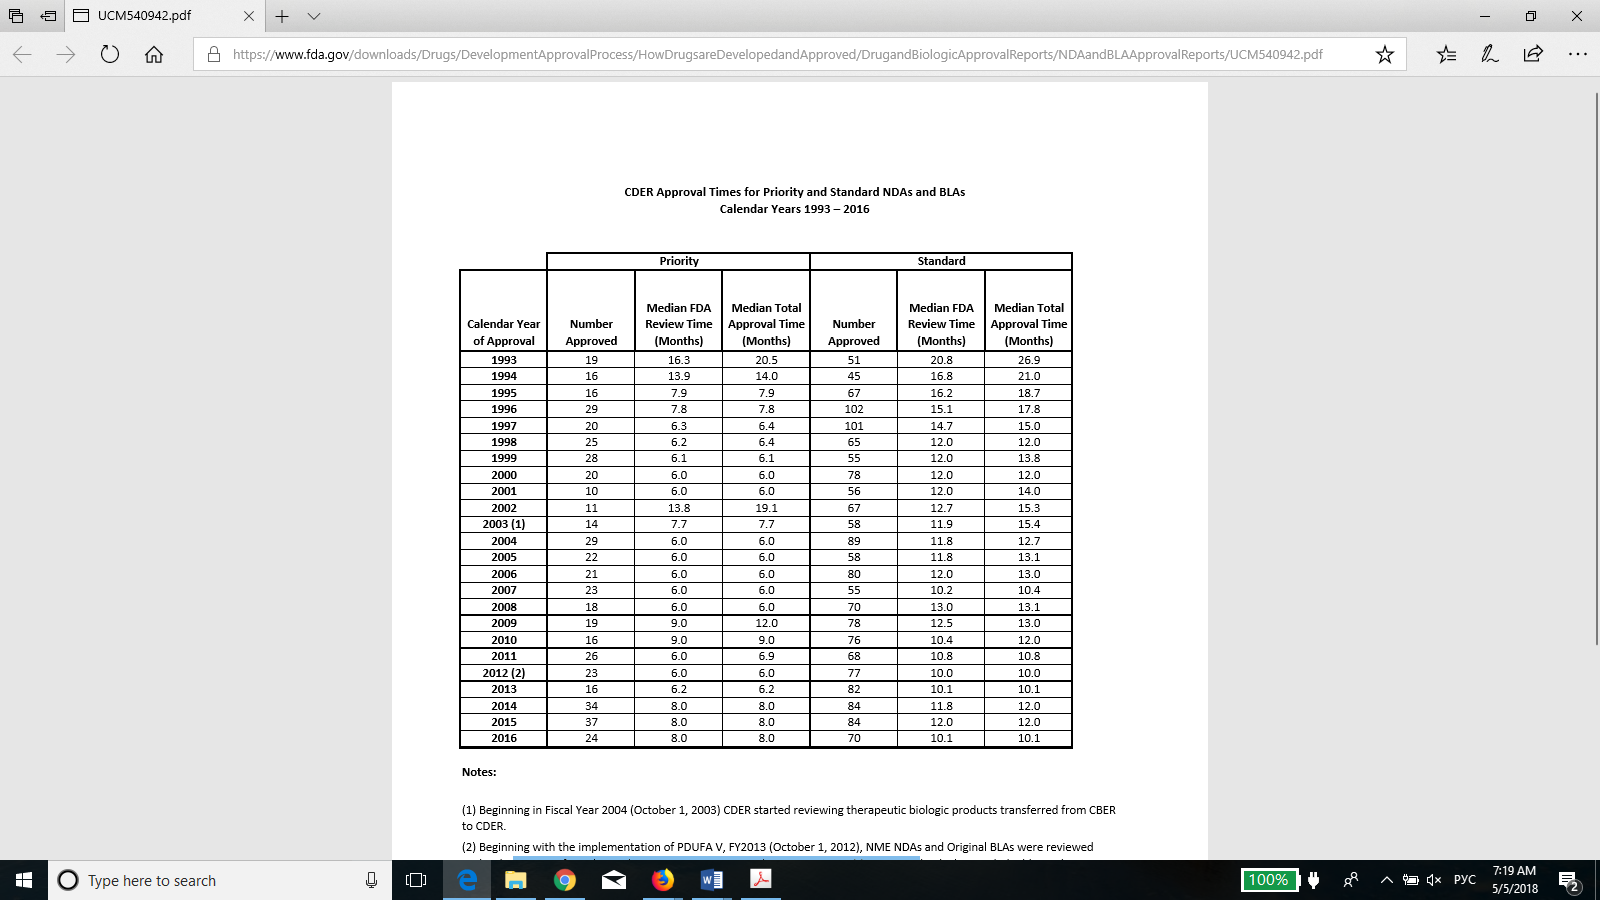 UCM540942.pdf
https://www.fda.gov/downloads/Drugs/DevelopmentApprovalProcess/HowDrugsareDevelopedandApproved/DrugandBiologicApprovalReports/NDAandBLAApprovalReports/UCM540942.pdf
CDER Approval Times for Priority and Standard NDAs and BLAs
Calendar Years 1993 – 2016
Priority Standard
Calendar Year of Approval Number Approved Median FDA Review Time (Months) Median Total Approval Time (Months) Number Approved Median FDA Review Time (Months) Median Total Approval Time (Months)
1993 19 16.3 20.5 51 20.8 26.9
1994 16 13.9 14.0 45 16.8 21.0
1995 16 7.9 7.9 67 16.2 18.7
1996 29 7.8 7.8 102 15.1 17.8
1997 20 6.3 6.4 101 14.7 15.0
1998 25 6.2 6.4 65 12.0 12.0
1999 28 6.1 6.1 55 12.0 13.8
2000 20 6.0 6.0 78 12.0 12.0
2001 10 6.0 6.0 56 12.0 14.0
2002 11 13.8 19.1 67 12.7 15.3
2003 (1) 14 7.7 7.7 58 11.9 15.4
2004 29 6.0 6.0 89 11.8 12.7
2005 22 6.0 6.0 58 11.8 13.1
2006 21 6.0 6.0 80 12.0 13.0
2007 23 6.0 6.0 55 10.2 10.4
2008 18 6.0 6.0 70 13.0 13.1
2009 19 9.0 12.0 78 12.5 13.0
2010 16 9.0 9.0 76 10.4 12.0
2011 26 6.0 6.9 68 10.8 10.8
2012 (2) 23 6.0 6.0 77 10.0 10.0
2013 16 6.2 6.2 82 10.1 10.1
2014 34 8.0 8.0 84 11.8 12.0
2015 37 8.0 8.0 84 12.0 12.0
2016 24 8.0 8.0 70 10.1 10.1
Notes:
(1) Beginning in Fiscal Year 2004 (October 1, 2003) CDER started reviewing therapeutic biologic products transferred from CBER
to CDER.
(2) Beginning with the implementation of PDUFA V, FY2013 (October 1, 2012), NME NDAs and Original BLAs were reviewed
Type here to search
100%
РУС
7:19 AM
5/5/2018
2